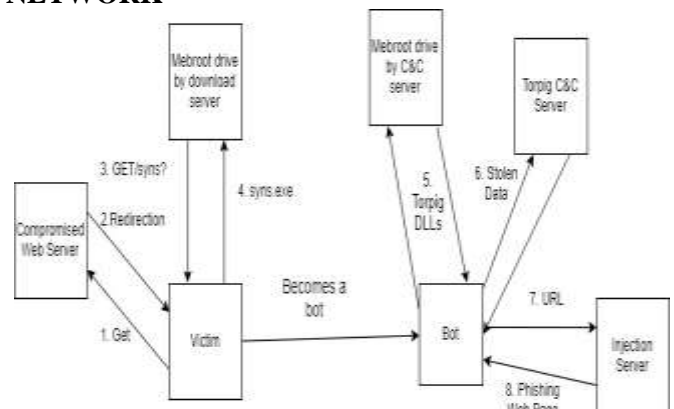 NETWORK
Mebroot drive
by download
server
Mebroot drive
by C&C
server
Torpig C&C
Server
3. GET/syns?
4. syns.exe
5.
Torpig
DLLs
6. Stolen
Data
Compromised
Web Server
2.Redirection
1. Get
Victim
Becomes a
bot
Bot
7. URL
Injection
Server
8. Phishing
Web Page